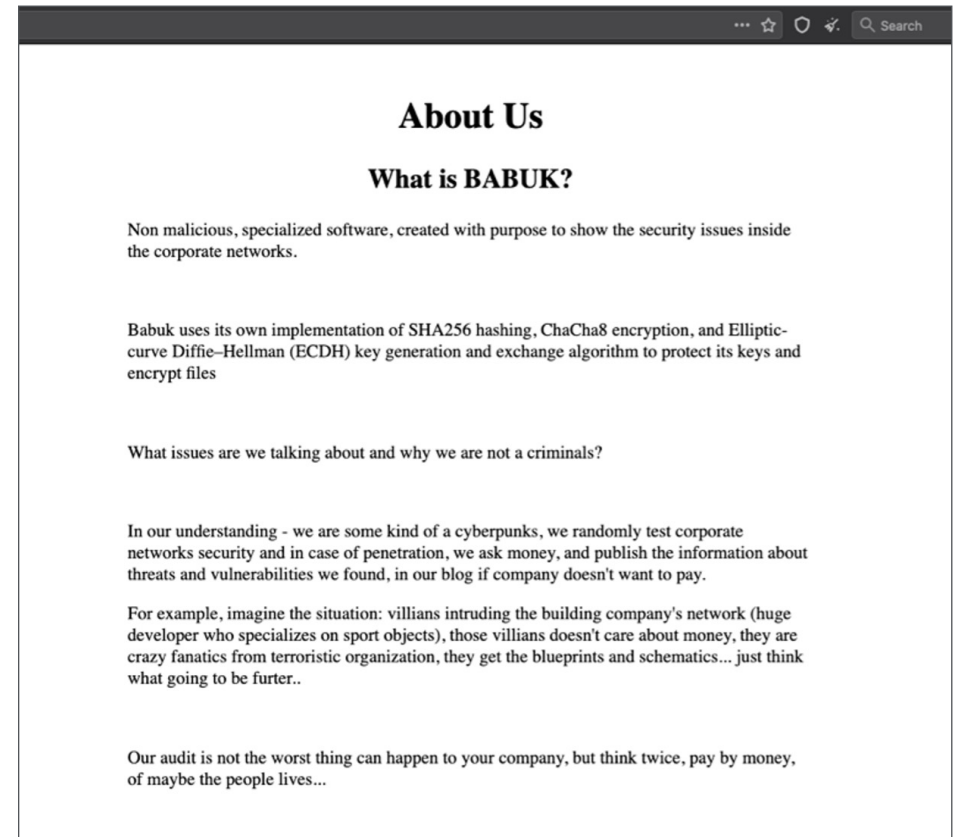 Search
About Us
What is BABUK?
Non malicious, specialized software, created with purpose to show the security issues inside
the corporate networks.
Babuk uses its own implementation of SHA256 hashing, ChaCha8 encryption, and Elliptic-
curve Diffie–Hellman (ECDH) key generation and exchange algorithm to protect its keys and
encrypt files
What issues are we talking about and why we are not a criminals?
In our understanding - we are some kind of a cyberpunks, we randomly test corporate
networks security and in case of penetration, we ask money, and publish the information about
threats and vulnerabilities we found, in our blog if company doesn't want to pay.
For example, imagine the situation: villians intruding the building company's network (huge
developer who specializes on sport objects), those villians doesn't care about money, they are
crazy fanatics from terroristic organization, they get the blueprints and schematics... just think
what going to be furter..
Our audit is not the worst thing can happen to your company, but think twice, pay by money,
of maybe the people lives...